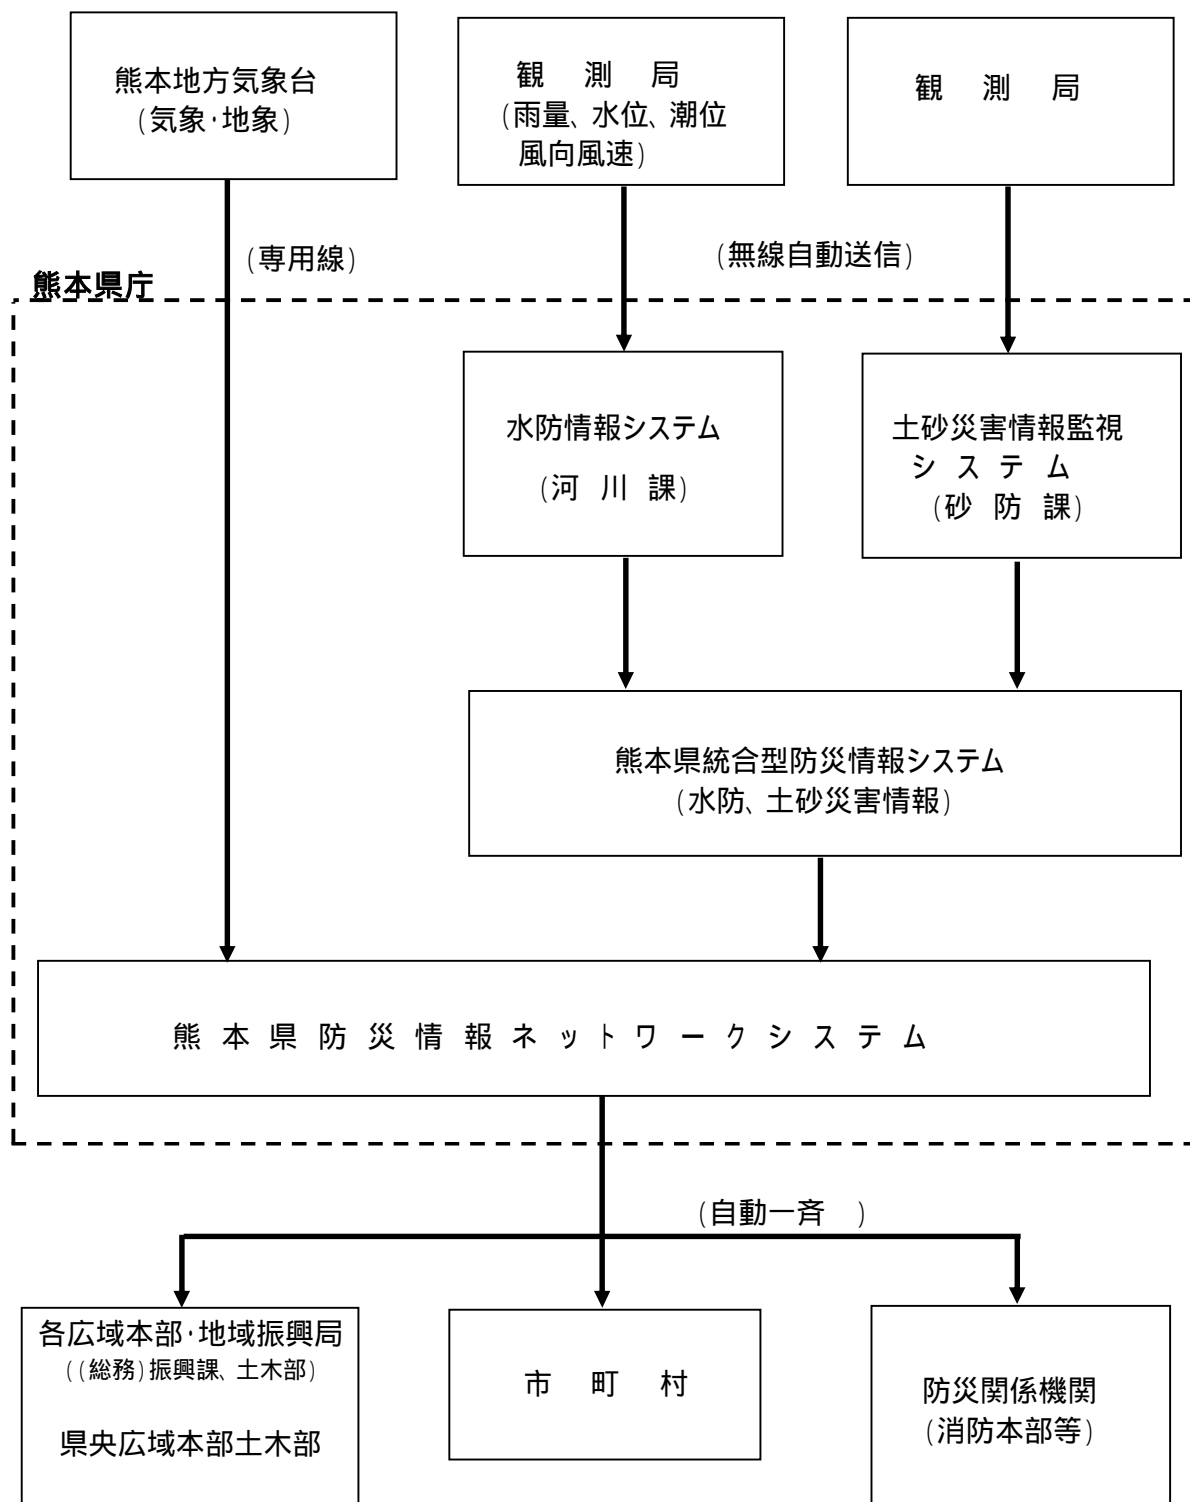 熊本地方気象台
(気象・地象)
観 測 局
(雨量、水位、潮位
風向風速)
観 測 局
(専用線)
(無線自動送信)
熊本県庁
水防情報システム
(河 川 課)
土砂災害情報監視
シ ス テ ム
(砂 防 課)
熊本県統合型防災情報システム
(水防、土砂災害情報)
熊 本 県 防 災 情 報 ネ ッ ト ワ ー ク シ ス テ ム
(自動一斉 )
各広域本部・地域振興局
((総務)振興課、土木部)
県央広域本部土木部
市 町 村
防災関係機関
(消防本部等)